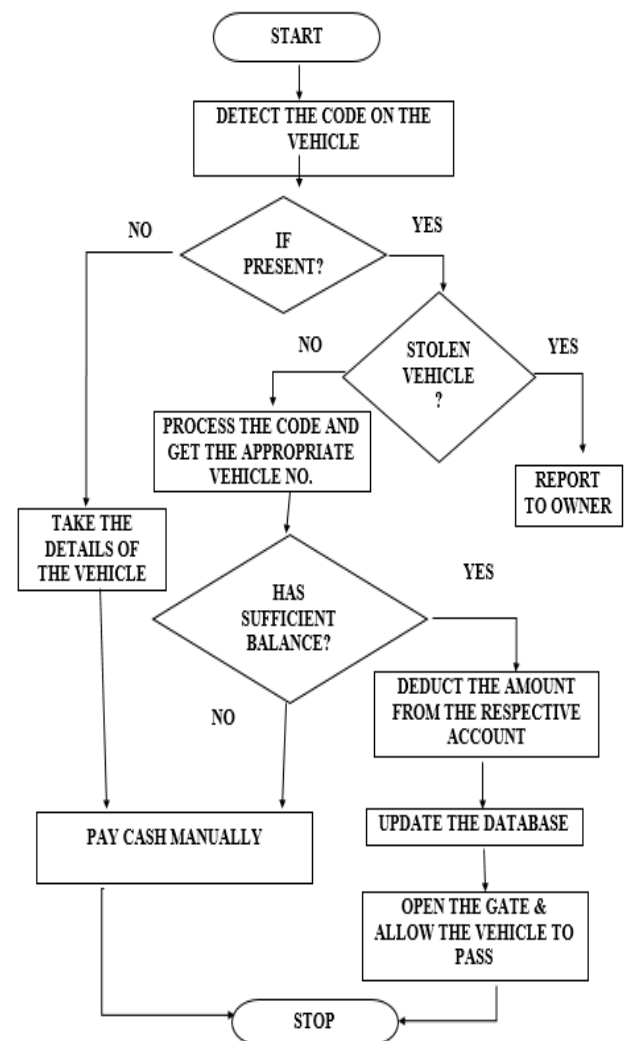 START
DETECT THE CODE ON THE
VEHICLE
NO
YES
IF
PRESENT?
NO
STOLEN
VEHICLE
?
YES
PROCESS THE CODE AND
GET THE APPROPRIATE
VEHICLE NO.
REPORT
TO OWNER
TAKE THE
DETAILS OF
THE VEHICLE
HAS
SUFFICIENT
BALANCE?
YES
DEDUCT THE AMOUNT
FROM THE RESPECTIVE
ACCOUNT
NO
PAY CASH MANUALLY
UPDATE THE DATABASE
OPEN THE GATE &
ALLOW THE VEHICLE TO
PASS
STOP